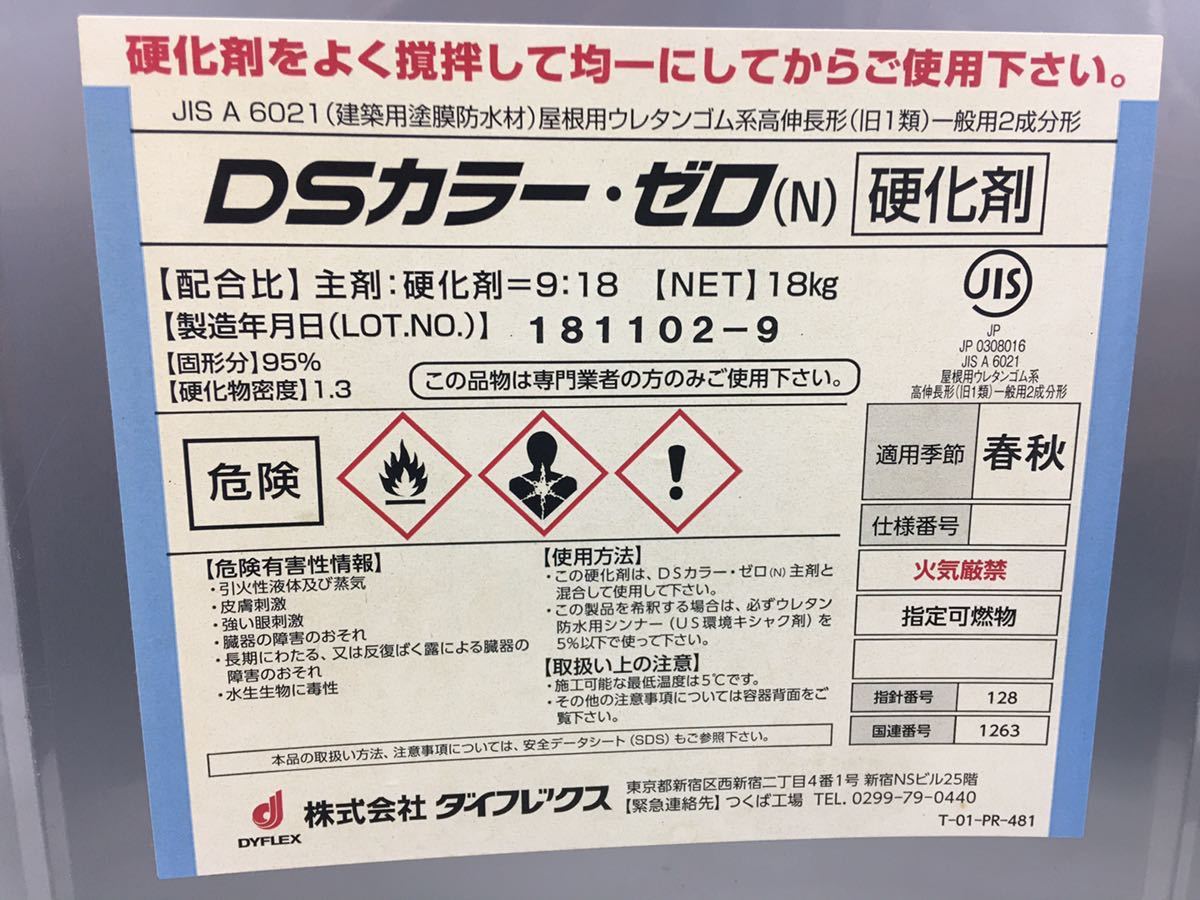 硬化剤をよく撹拌して均一にしてからご使用下さい。
JIS A 6021(建築用塗膜防水材)屋根用ウレタンゴム系高伸長形(旧1類)一般用2成分形
DSカラー・ゼロ(N) 硬化剤
【配合比】主剤:硬化剤=9:18 【NET】18kg
【製造年月日(LOT.NO.)】 181102-9
【固形分】95%
【硬化物密度】1.3
この品物は専門業者の方のみご使用下さい。
JIS
JP
JP 0308016
JIS A 6021
屋根用ウレタンゴム系
高伸長形(旧1類)一般用2成分形
危険
適用季節 春秋
仕様番号
火気厳禁
指定可燃物
指針番号 128
国連番号 1263
【危険有害性情報】
・引火性液体及び蒸気
・皮膚刺激
・強い眼刺激
・臓器の障害のおそれ
・長期にわたる、又は反復ばく露による臓器の
障害のおそれ
・水生生物に毒性
【使用方法】
・この硬化剤は、DSカラー・ゼロ(N)主剤と
混合して使用して下さい。
・この製品を希釈する場合は、必ずウレタン
防水用シンナー(US環境キシャク剤)を
5%以下で使って下さい。
【取扱い上の注意】
・施工可能な最低温度は5℃です。
・その他の注意事項については容器背面をご
覧下さい。
本品の取扱い方法、注意事項については、安全データシート(SDS)もご参照下さい。
DYFLEX
株式会社 ダイフレックス
東京都新宿区西新宿二丁目4番1号 新宿NSビル25階
【緊急連絡先】つくば工場 TEL. 0299-79-0440
T-01-PR-481